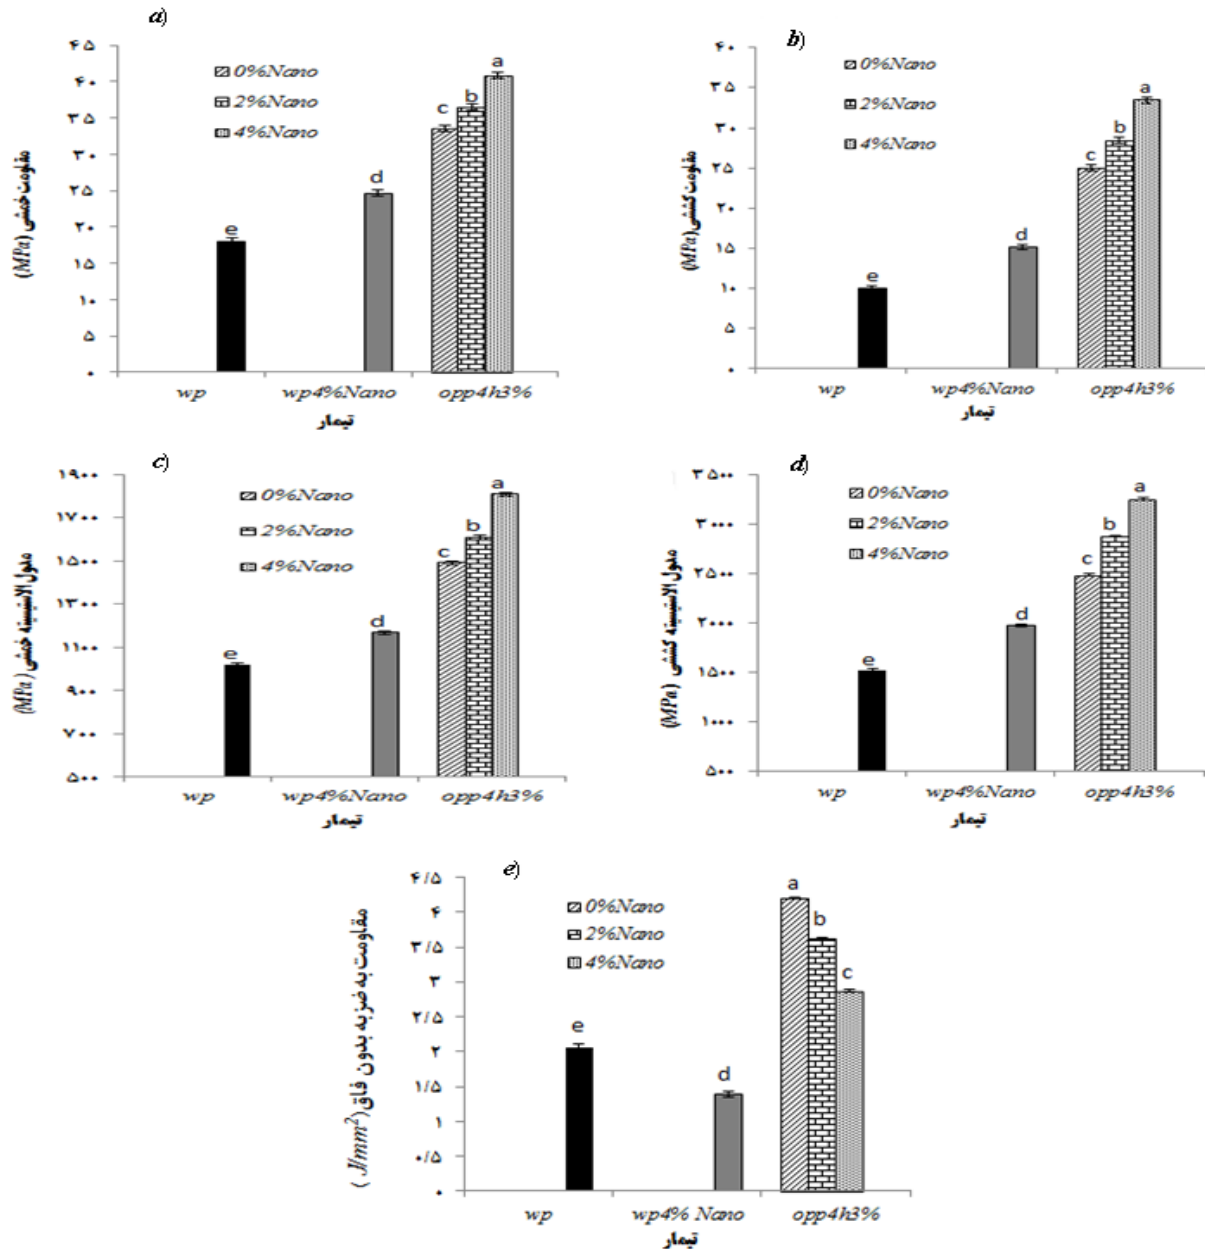 a)
۴۵
۴۰
۳۵
۳۰
۲۵
۲۰
۱۵
۱۰
۵
۰
مقاومت خمشی (MPa)
0%Nano
2%Nano
4%Nano
e
d
c
b
a
wp
wp4%Nano
opp4h3%
تیمار
b)
۴۰
۳۵
۳۰
۲۵
۲۰
۱۵
۱۰
۵
۰
مقاومت کششی (MPa)
0%Nano
2%Nano
4%Nano
e
d
c
b
a
wp
wp4%Nano
opp4h3%
تیمار
c)
۱۹۰۰
۱۷۰۰
۱۵۰۰
۱۳۰۰
۱۱۰۰
۹۰۰
۷۰۰
۵۰۰
مدول الاستیسیته خمشی (MPa)
0%Nano
2%Nano
4%Nano
e
d
c
b
a
wp
wp4%Nano
opp4h3%
تیمار
d)
۳۵۰۰
۳۰۰۰
۲۵۰۰
۲۰۰۰
۱۵۰۰
۱۰۰۰
۵۰۰
مدول الاستیسیته کششی (MPa)
0%Nano
2%Nano
4%Nano
e
d
c
b
a
wp
wp4%Nano
opp4h3%
تیمار
e)
۴/۵
۴
۳/۵
۳
۲/۵
۲
۱/۵
۱
۰/۵
۰
مقاومت به ضربه بدون فاق (J/mm²)
0%Nano
2%Nano
4%Nano
e
d
a
b
c
wp
wp4% Nano
opp4h3%
تیمار